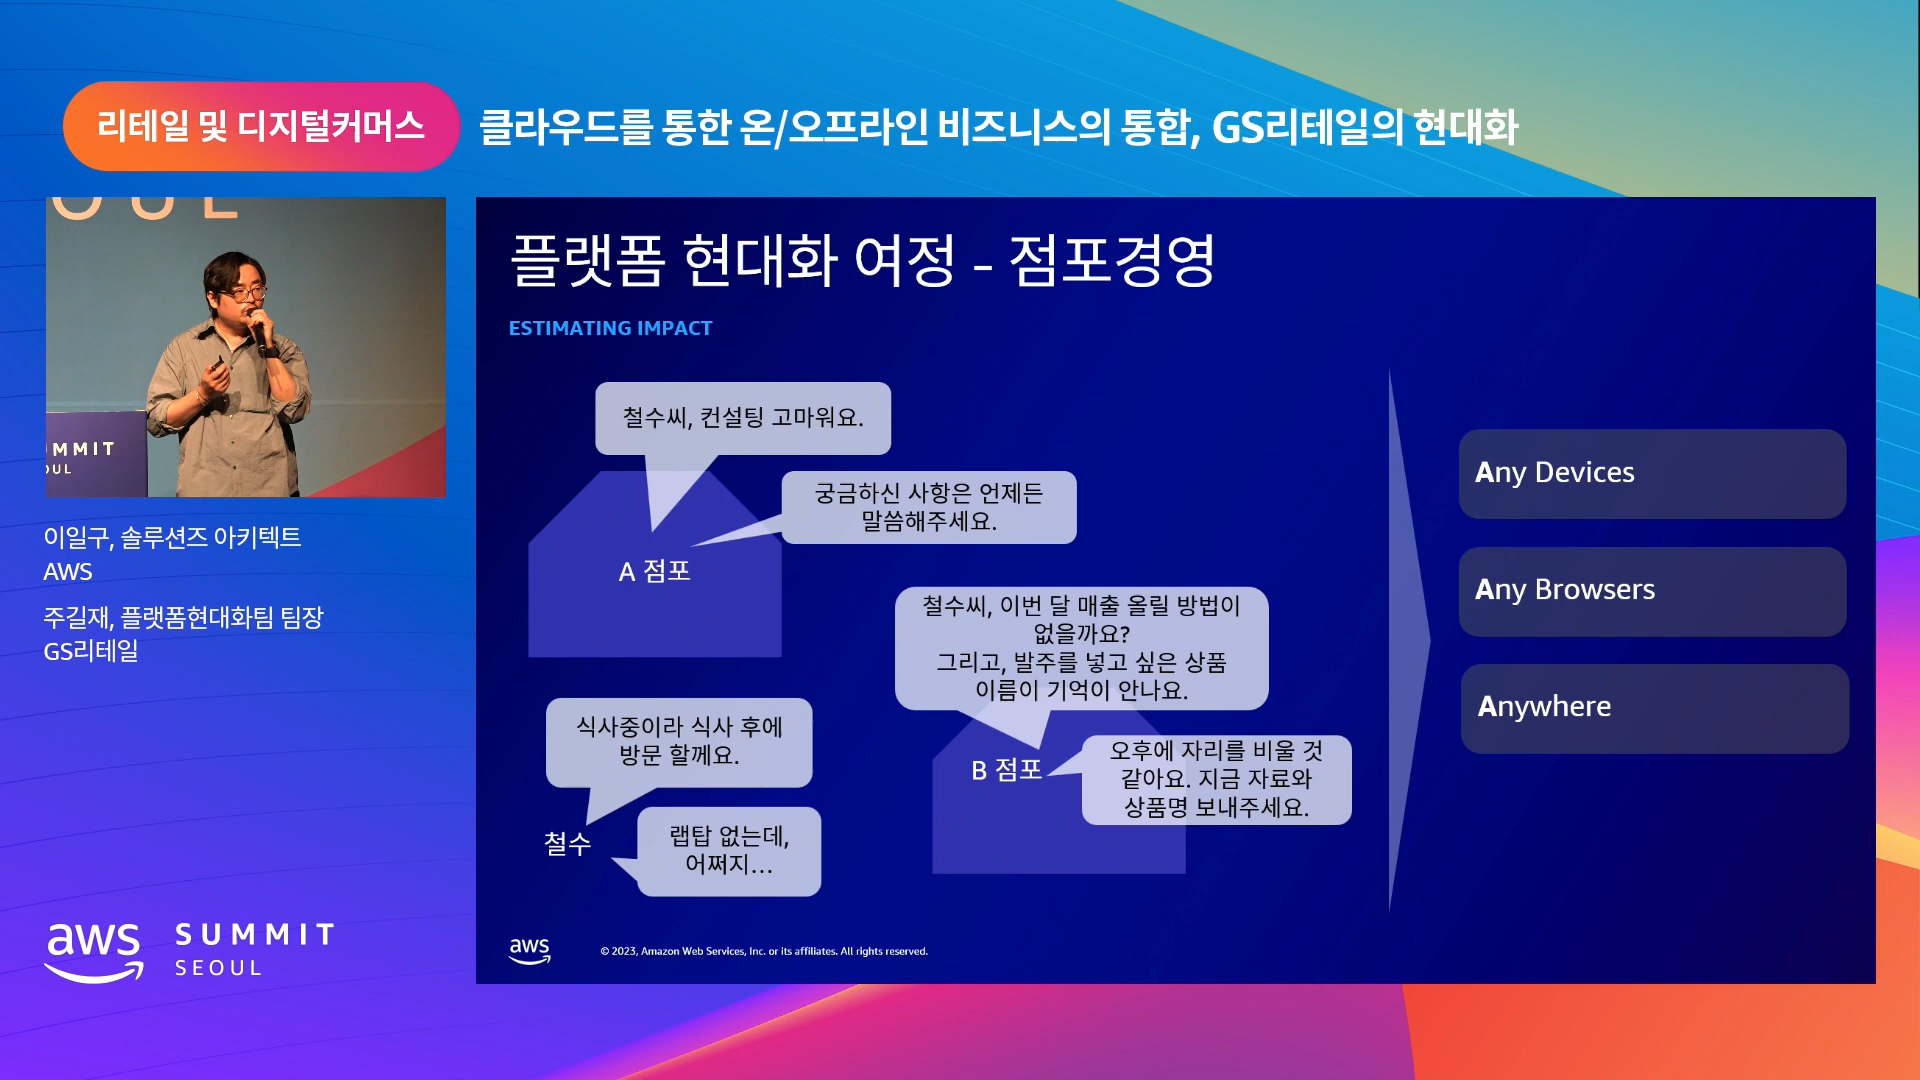 리테일 및 디지털커머스
클라우드를 통한 온/오프라인 비즈니스의 통합, GS리테일의 현대화
OUL
UMMIT
OUL
이일구, 솔루션즈 아키텍트
AWS
주길재, 플랫폼현대화팀 팀장
GS리테일
aws
SUMMIT
SEOUL
플랫폼 현대화 여정 - 점포경영
ESTIMATING IMPACT
철수씨, 컨설팅 고마워요.
궁금하신 사항은 언제든
말씀해주세요.
A 점포
철수씨, 이번 달 매출 올릴 방법이
없을까요?
그리고, 발주를 넣고 싶은 상품
이름이 기억이 안나요.
B 점포
오후에 자리를 비울 것
같아요. 지금 자료와
상품명 보내주세요.
식사중이라 식사 후에
방문 할께요.
철수
랩탑 없는데,
어쩌지...
Any Devices
Any Browsers
Anywhere
aws
© 2023, Amazon Web Services, Inc. or its affiliates. All rights reserved.